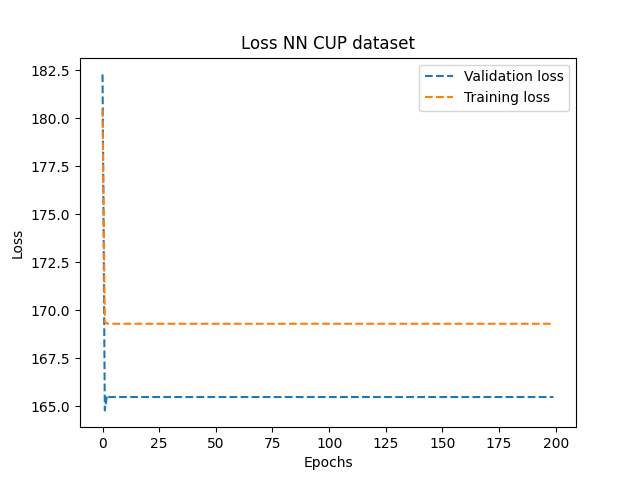 Loss NN CUP dataset
182.5
180.0
177.5
175.0
172.5
170.0
167.5
165.0
Loss
Validation loss
Training loss
0 25 50 75 100 125 150 175 200
Epochs